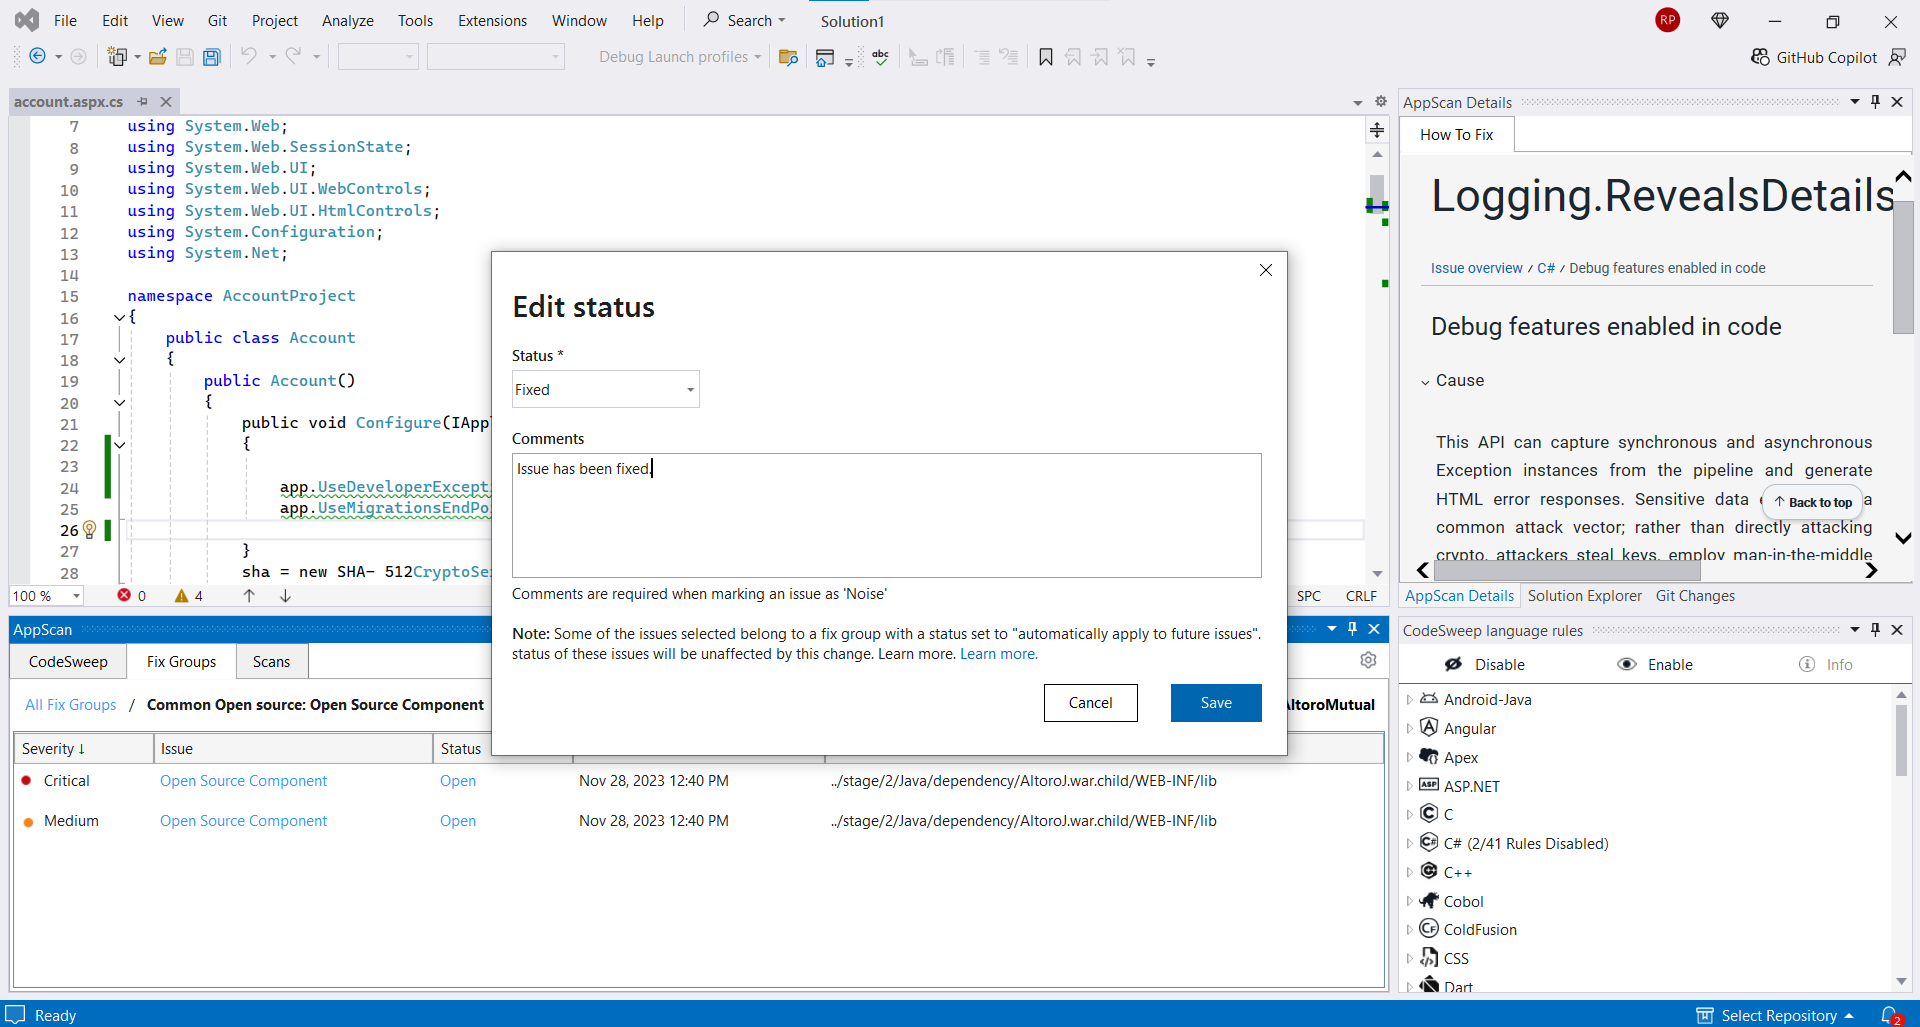 File Edit View Git Project Analyze Tools Extensions Window Help Search Solution1 RP
Debug Launch profiles abc GitHub Copilot
account.aspx.cs
7 using System.Web;
8 using System.Web.SessionState;
9 using System.Web.UI;
10 using System.Web.UI.WebControls;
11 using System.Web.UI.HtmlControls;
12 using System.Configuration;
13 using System.Net;
14
15 namespace AccountProject
16 {
17 public class Account
18 {
19 public Account()
20 {
21 public void Configure(IAppl
22 {
23
24 app.UseDeveloperExcepti
25 app.UseMigrationsEndPoi
26
27 }
28 sha = new SHA- 512CryptoSe
100 % 0 4 SPC CRLF
Edit status
Status *
Fixed
Comments
Issue has been fixed.
Comments are required when marking an issue as 'Noise'
Note: Some of the issues selected belong to a fix group with a status set to "automatically apply to future issues".
status of these issues will be unaffected by this change. Learn more. Learn more.
Cancel Save
AppScan Details
How To Fix
Logging.RevealsDetails
Issue overview / C# / Debug features enabled in code
Debug features enabled in code
Cause
This API can capture synchronous and asynchronous
Exception instances from the pipeline and generate
HTML error responses. Sensitive data a
common attack vector; rather than directly attacking
crypto, attackers steal keys, employ man-in-the-middle
↑ Back to top
AppScan Details Solution Explorer Git Changes
AppScan
CodeSweep Fix Groups Scans
All Fix Groups / Common Open source: Open Source Component AltoroMutual
Severity ↓ Issue Status
Critical Open Source Component Open Nov 28, 2023 12:40 PM ../stage/2/Java/dependency/AltoroJ.war.child/WEB-INF/lib
Medium Open Source Component Open Nov 28, 2023 12:40 PM ../stage/2/Java/dependency/AltoroJ.war.child/WEB-INF/lib
CodeSweep language rules
Disable Enable Info
Android-Java
Angular
Apex
ASP ASP.NET
C
C# (2/41 Rules Disabled)
C++
Cobol
ColdFusion
CSS
Dart
Ready Select Repository 2